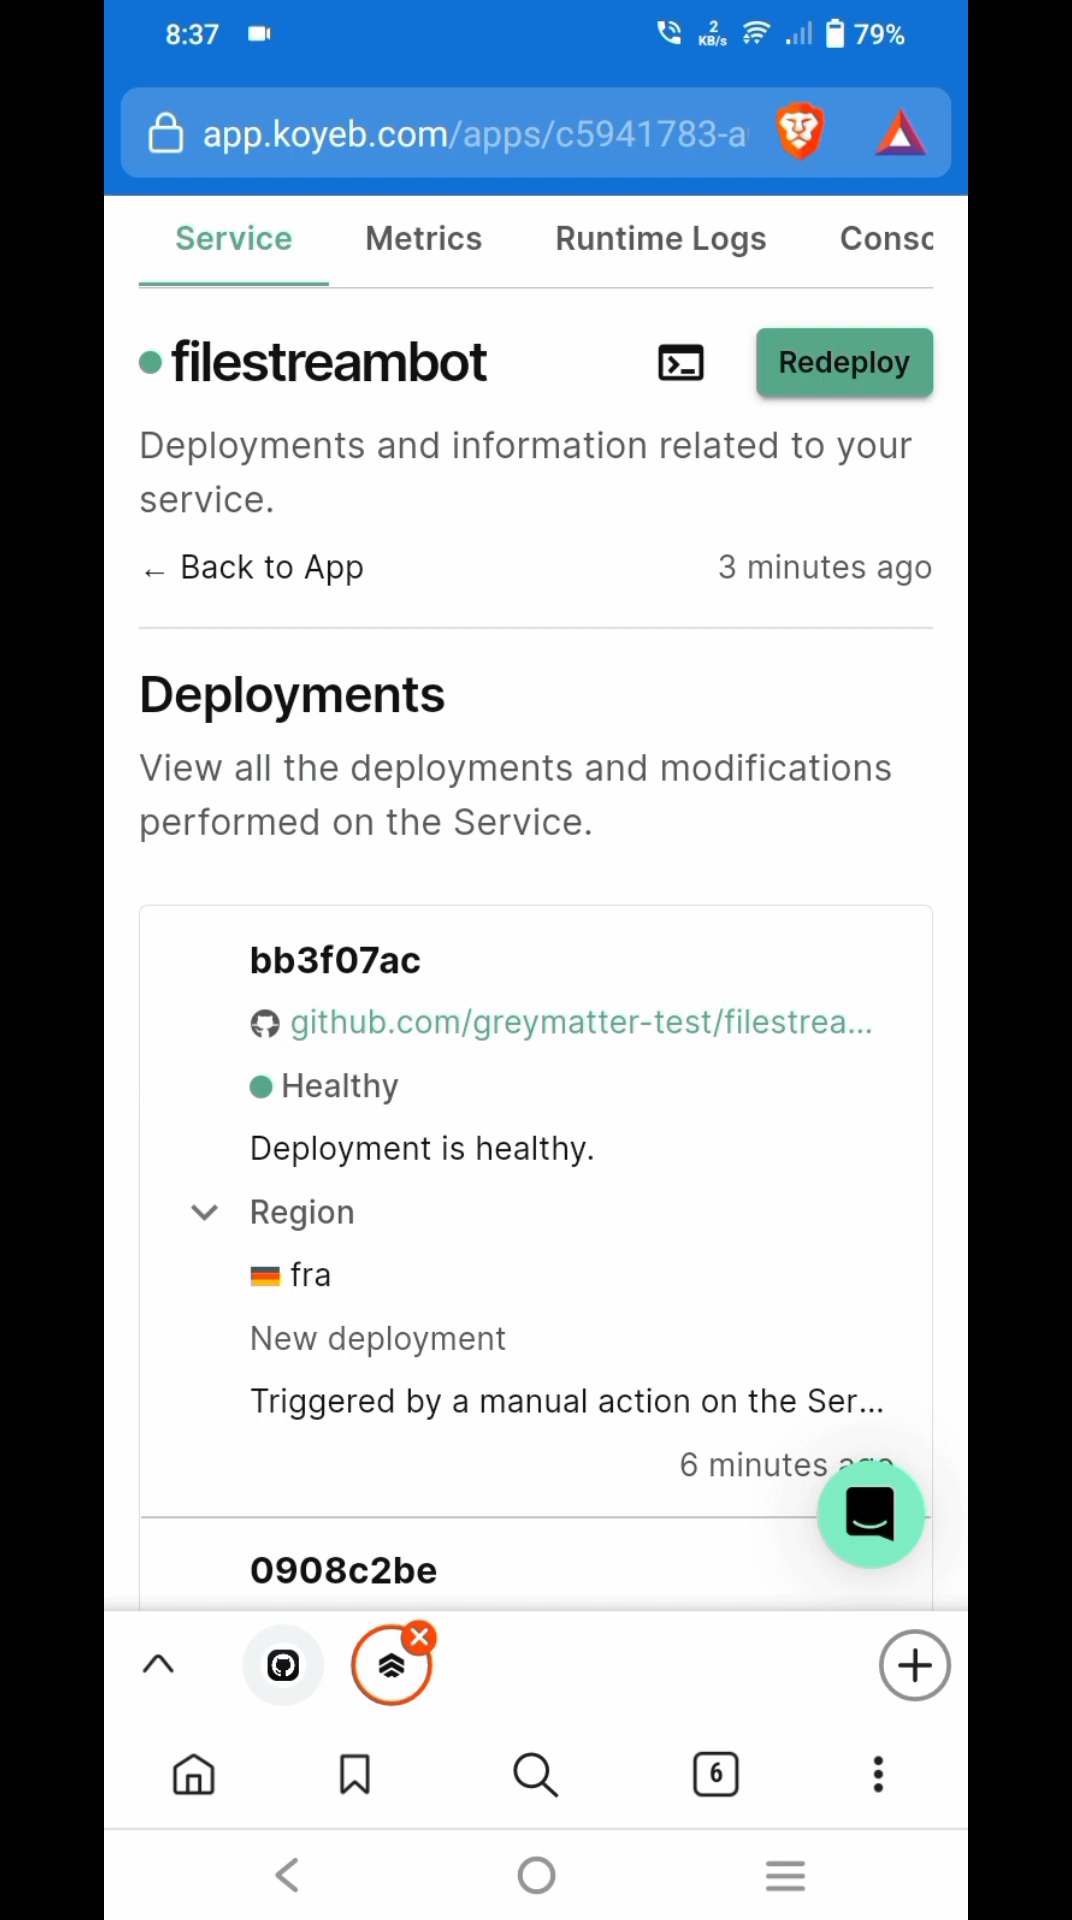 8:37
2
KB/s
79%
app.koyeb.com/apps/c5941783-a
Service Metrics Runtime Logs Consc
filestreambot
Redeploy
Deployments and information related to your
service.
← Back to App 3 minutes ago
Deployments
View all the deployments and modifications
performed on the Service.
bb3f07ac
github.com/greymatter-test/filestrea...
Healthy
Deployment is healthy.
Region
fra
New deployment
Triggered by a manual action on the Ser...
6 minutes ago
0908c2be
6